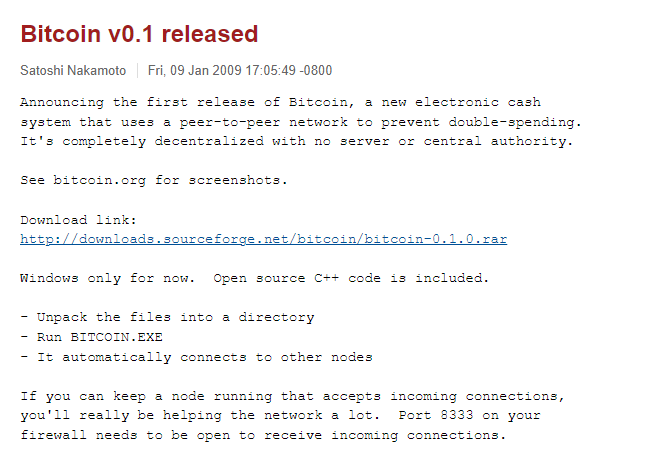 Bitcoin v0.1 released
Satoshi Nakamoto Fri, 09 Jan 2009 17:05:49 -0800
Announcing the first release of Bitcoin, a new electronic cash
system that uses a peer-to-peer network to prevent double-spending.
It's completely decentralized with no server or central authority.
See bitcoin.org for screenshots.
Download link:
http://downloads.sourceforge.net/bitcoin/bitcoin-0.1.0.rar
Windows only for now.  Open source C++ code is included.
- Unpack the files into a directory
- Run BITCOIN.EXE
- It automatically connects to other nodes
If you can keep a node running that accepts incoming connections,
you'll really be helping the network a lot.  Port 8333 on your
firewall needs to be open to receive incoming connections.